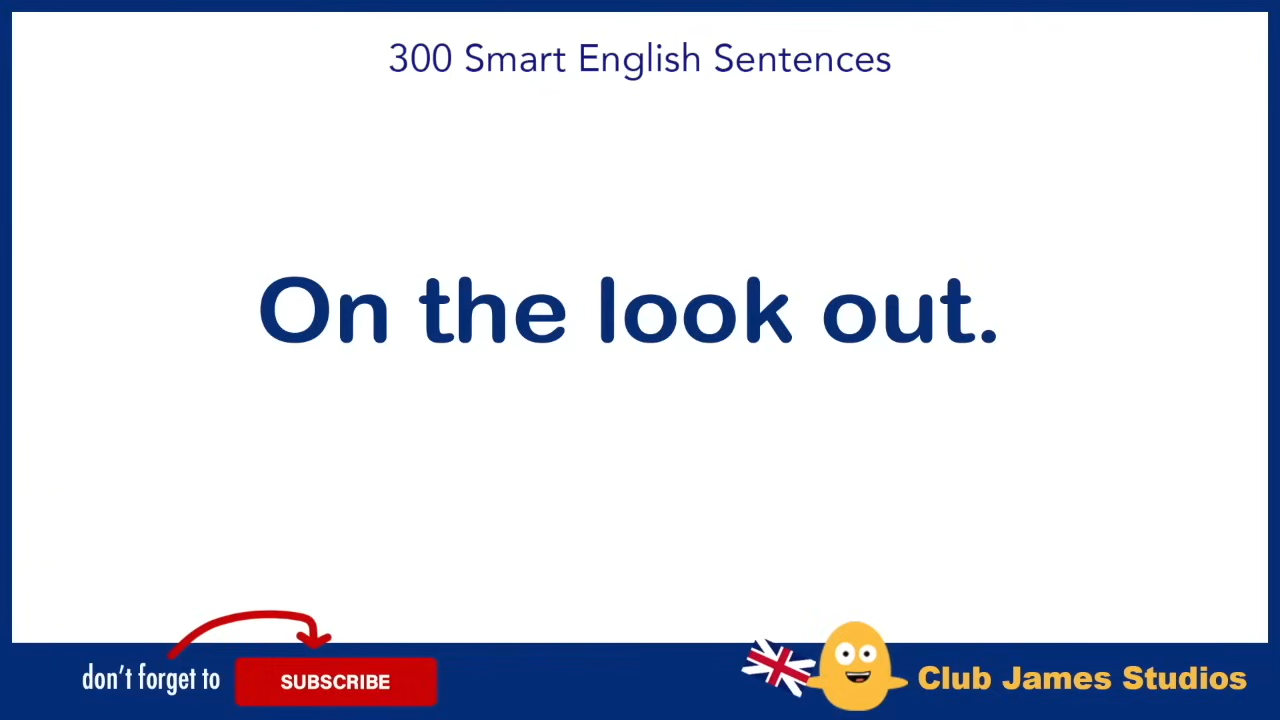 300 Smart English Sentences
On the look out.
don't forget to
SUBSCRIBE
Club James Studios